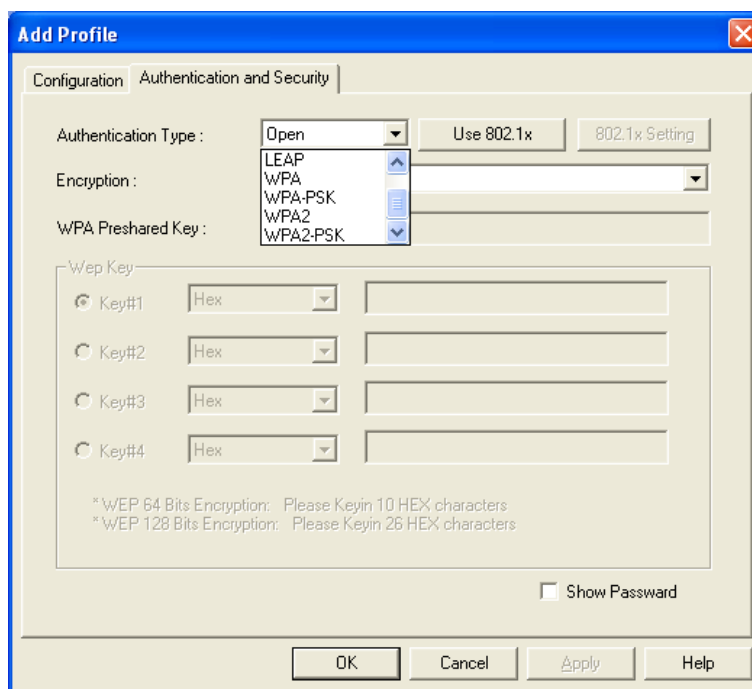 Add Profile
Configuration Authentication and Security
Authentication Type : Open Use 802.1x 802.1x Setting
LEAP
WPA
WPA-PSK
WPA2
WPA2-PSK
Encryption :
WPA Preshared Key :
Wep Key
Key#1 Hex
Key#2 Hex
Key#3 Hex
Key#4 Hex
* WEP 64 Bits Encryption: Please Keyin 10 HEX characters
* WEP 128 Bits Encryption: Please Keyin 26 HEX characters
Show Passward
OK Cancel Apply Help